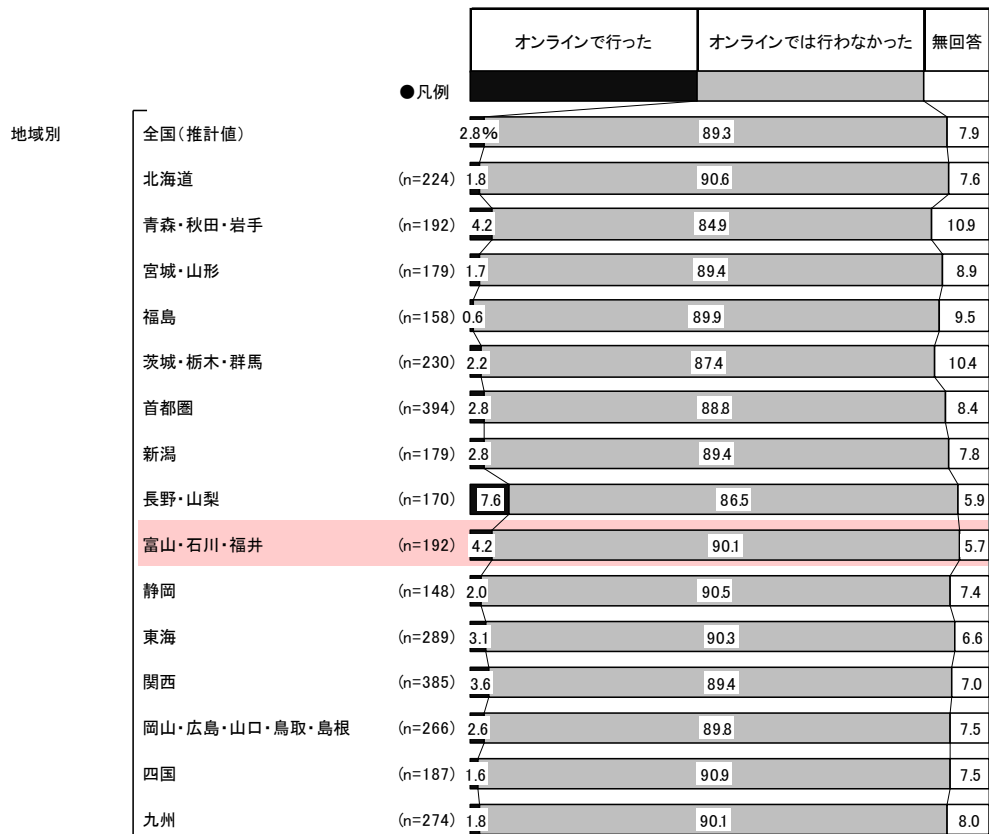 オンラインで行った オンラインでは行わなかった 無回答
●凡例
地域別 全国(推計値) 2.8% 89.3 7.9
北海道 (n=224) 1.8 90.6 7.6
青森・秋田・岩手 (n=192) 4.2 84.9 10.9
宮城・山形 (n=179) 1.7 89.4 8.9
福島 (n=158) 0.6 89.9 9.5
茨城・栃木・群馬 (n=230) 2.2 87.4 10.4
首都圏 (n=394) 2.8 88.8 8.4
新潟 (n=179) 2.8 89.4 7.8
長野・山梨 (n=170) 7.6 86.5 5.9
富山・石川・福井 (n=192) 4.2 90.1 5.7
静岡 (n=148) 2.0 90.5 7.4
東海 (n=289) 3.1 90.3 6.6
関西 (n=385) 3.6 89.4 7.0
岡山・広島・山口・鳥取・島根 (n=266) 2.6 89.8 7.5
四国 (n=187) 1.6 90.9 7.5
九州 (n=274) 1.8 90.1 8.0